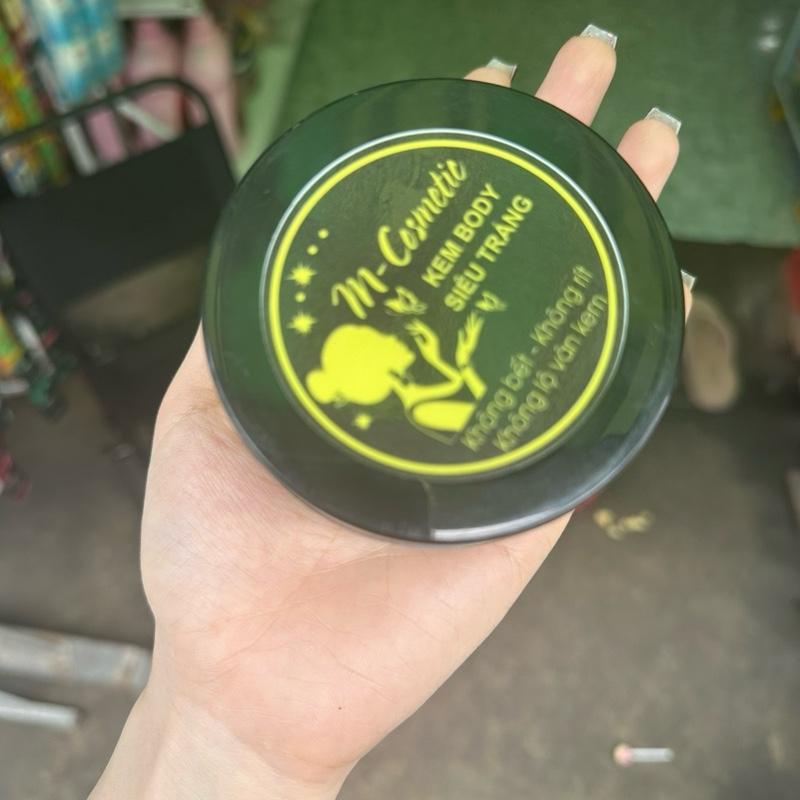 M-Cosmetic
KEM BODY
SIÊU TRẮNG
Không bết - Không rít
Không lộ vân kem